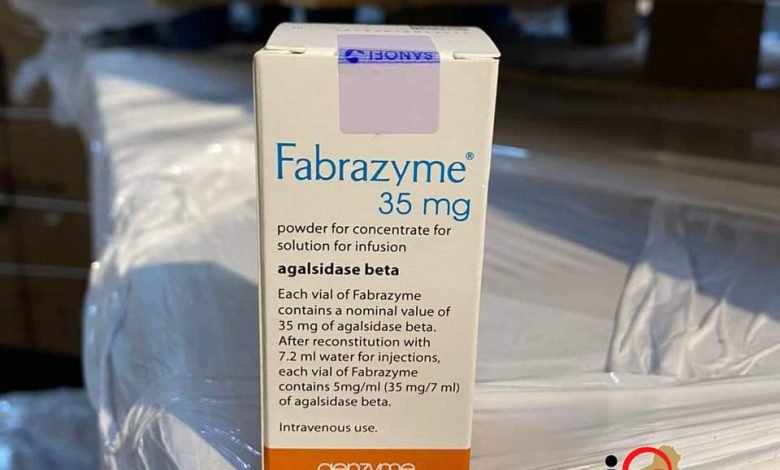 SANOFI
Fabrazyme®
35 mg
powder for concentrate for
solution for infusion
agalsidase beta
Each vial of Fabrazyme
contains a nominal value of
35 mg of agalsidase beta.
After reconstitution with
7.2 ml water for injections,
each vial of Fabrazyme
contains 5mg/ml (35 mg/7 ml)
of agalsidase beta.
Intravenous use.
genzyme